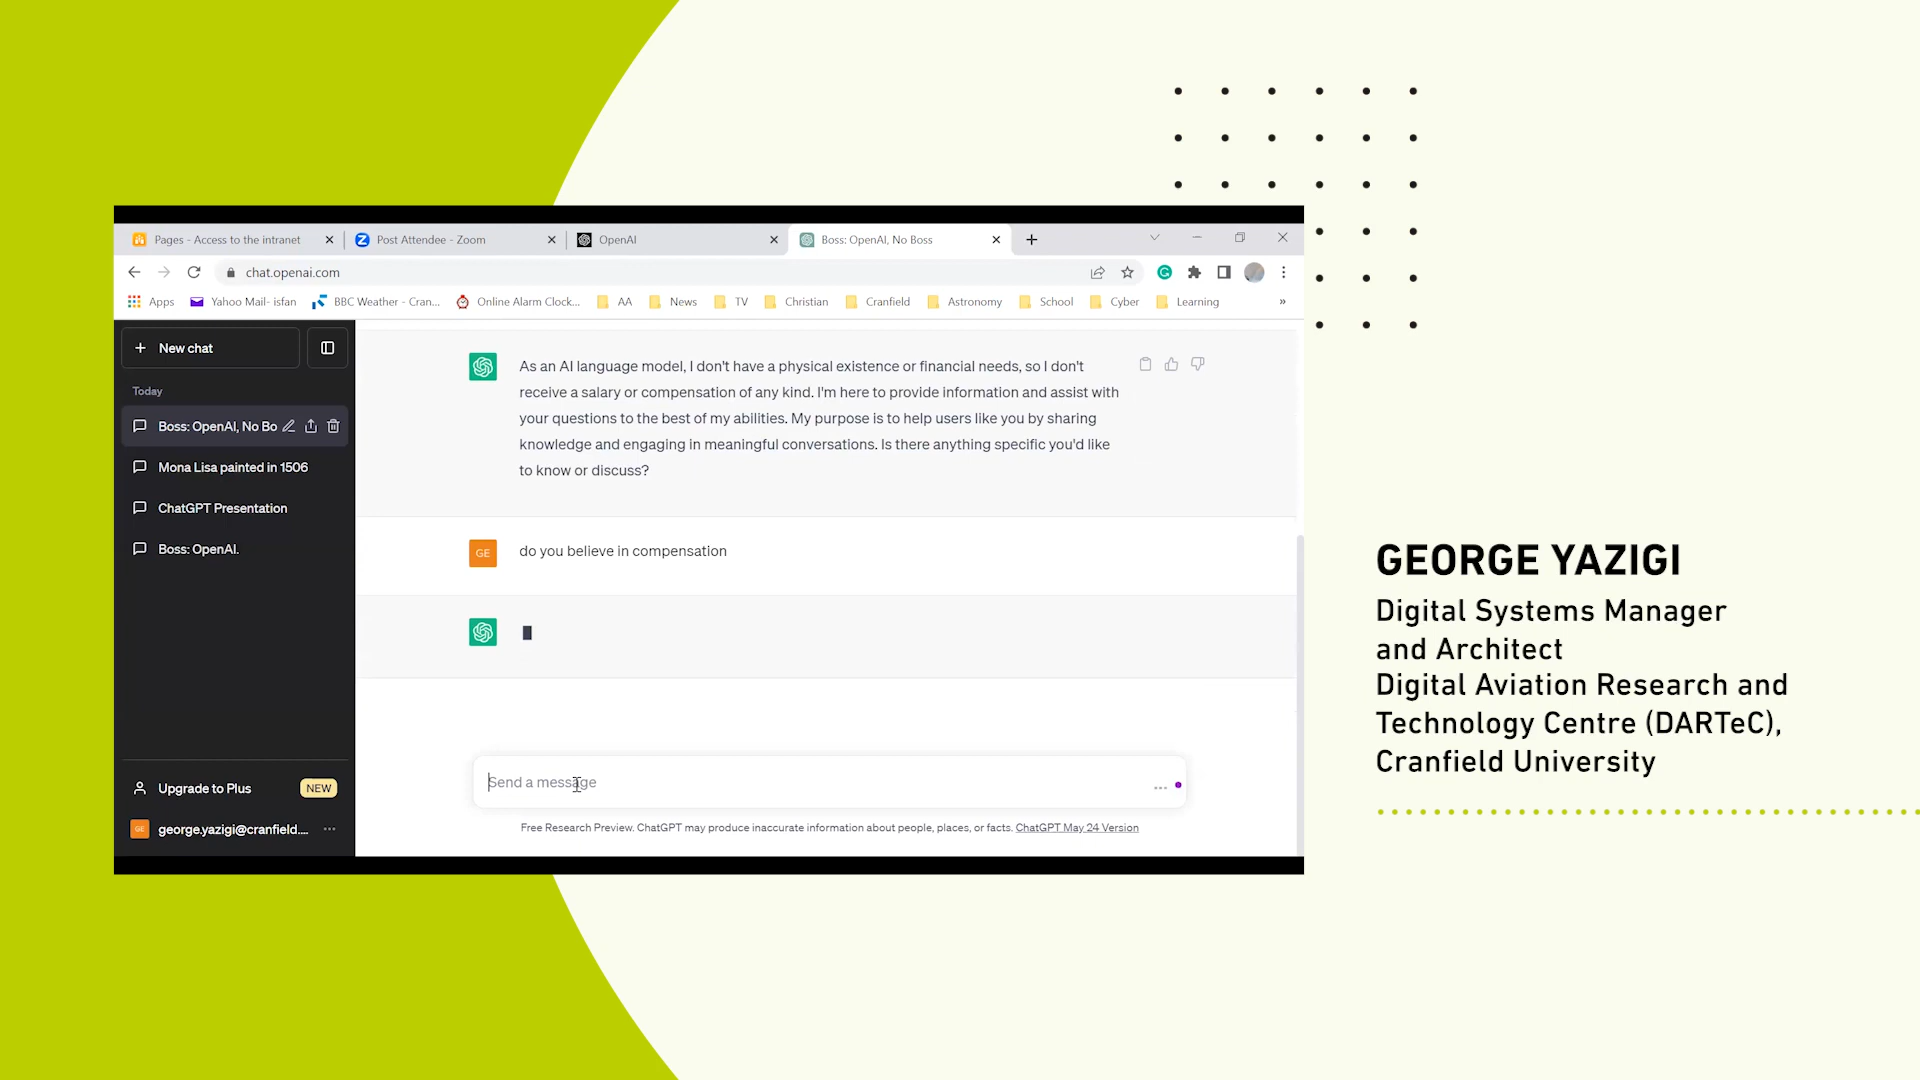 Pages - Access to the intranet
Post Attendee - Zoom
OpenAI
Boss: OpenAI, No Boss
chat.openai.com
Apps
Yahoo Mail- isfan
BBC Weather - Cran...
Online Alarm Clock...
AA
News
TV
Christian
Cranfield
Astronomy
School
Cyber
Learning
»
New chat
Today
Boss: OpenAI, No Bo
Mona Lisa painted in 1506
ChatGPT Presentation
Boss: OpenAI.
Upgrade to Plus
NEW
GE
george.yazigi@cranfield....
As an AI language model, I don't have a physical existence or financial needs, so I don't
receive a salary or compensation of any kind. I'm here to provide information and assist with
your questions to the best of my abilities. My purpose is to help users like you by sharing
knowledge and engaging in meaningful conversations. Is there anything specific you'd like
to know or discuss?
GE
do you believe in compensation
Send a message
Free Research Preview. ChatGPT may produce inaccurate information about people, places, or facts. ChatGPT May 24 Version
GEORGE YAZIGI
Digital Systems Manager
and Architect
Digital Aviation Research and
Technology Centre (DARTeC),
Cranfield University